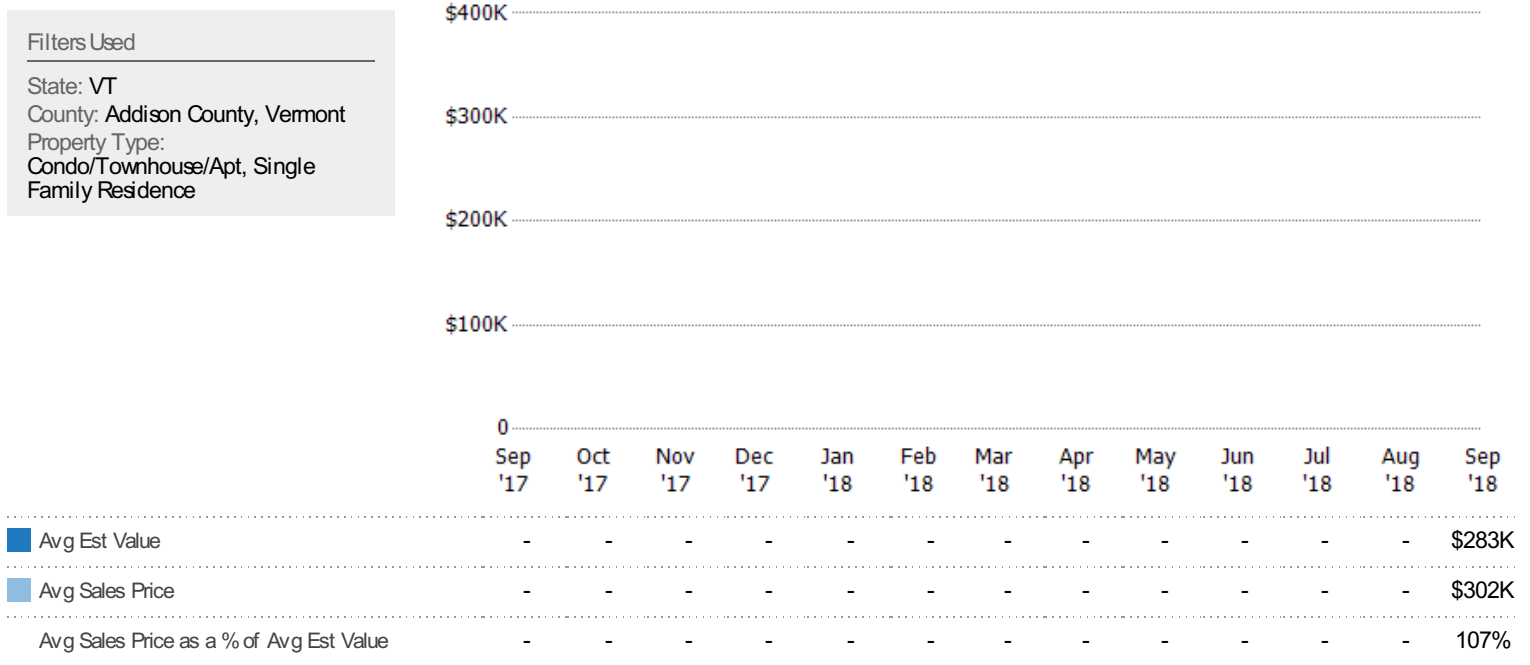 Filters Used
State: VT
County: Addison County, Vermont
Property Type:
Condo/Townhouse/Apt, Single
Family Residence
$400K
$300K
$200K
$100K
0
Sep Oct Nov Dec Jan Feb Mar Apr May Jun Jul Aug Sep
'17 '17 '17 '17 '18 '18 '18 '18 '18 '18 '18 '18 '18
Avg Est Value - - - - - - - - - - - - $283K
Avg Sales Price - - - - - - - - - - - - $302K
Avg Sales Price as a % of Avg Est Value - - - - - - - - - - - - 107%